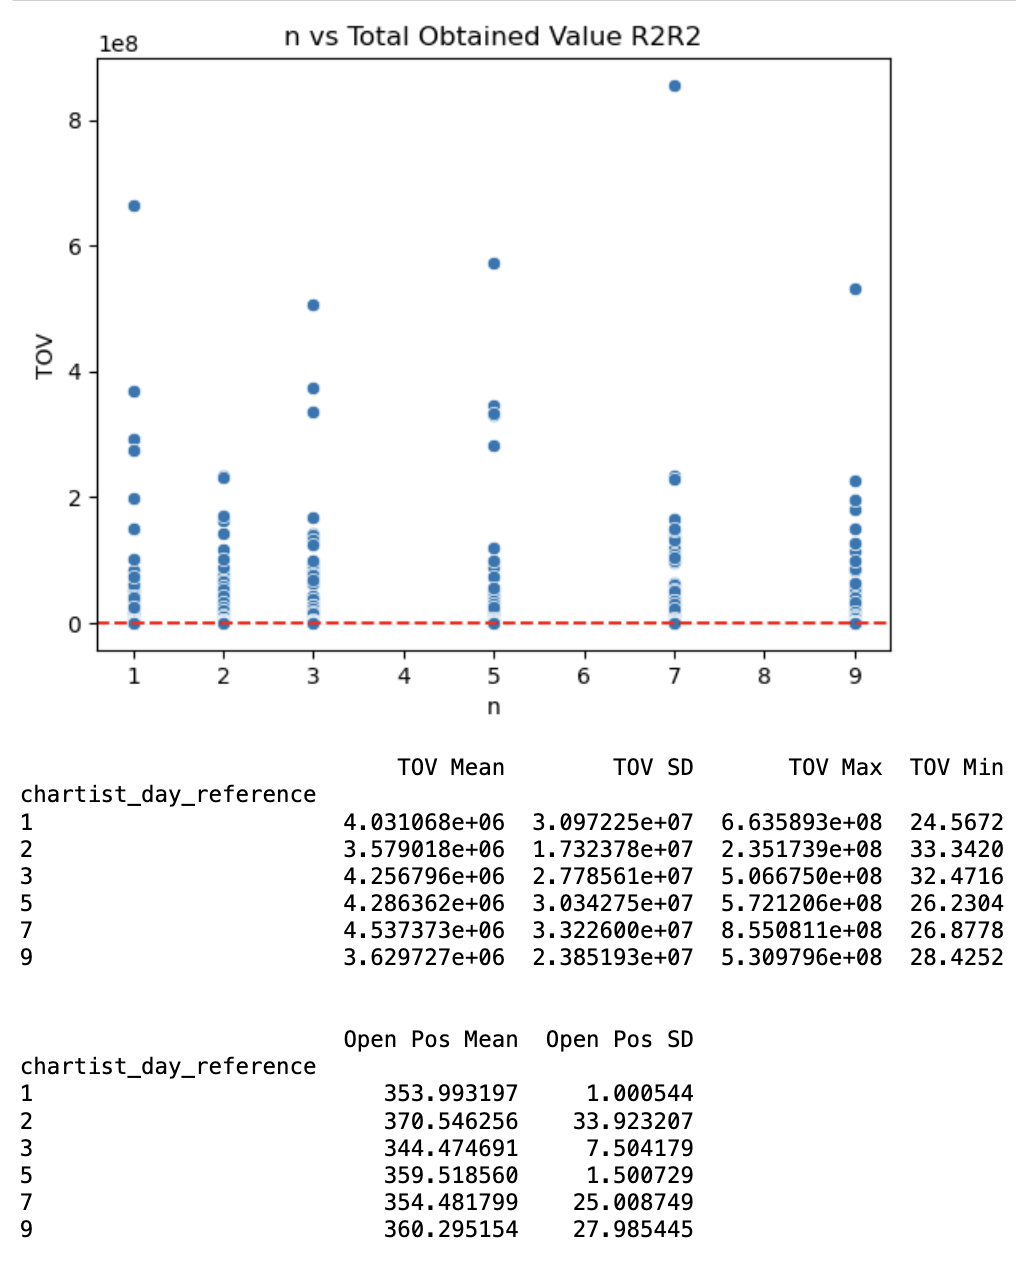 n vs Total Obtained Value R2R2
1e8
8
6
TOV
4
2
0
1 2 3 4 5 6 7 8 9
n
TOV Mean TOV SD TOV Max TOV Min
chartist_day_reference
1 4.031068e+06 3.097225e+07 6.635893e+08 24.5672
2 3.579018e+06 1.732378e+07 2.351739e+08 33.3420
3 4.256796e+06 2.778561e+07 5.066750e+08 32.4716
5 4.286362e+06 3.034275e+07 5.721206e+08 26.2304
7 4.537373e+06 3.322600e+07 8.550811e+08 26.8778
9 3.629727e+06 2.385193e+07 5.309796e+08 28.4252
Open Pos Mean Open Pos SD
chartist_day_reference
1 353.993197 1.000544
2 370.546256 33.923207
3 344.474691 7.504179
5 359.518560 1.500729
7 354.481799 25.008749
9 360.295154 27.985445